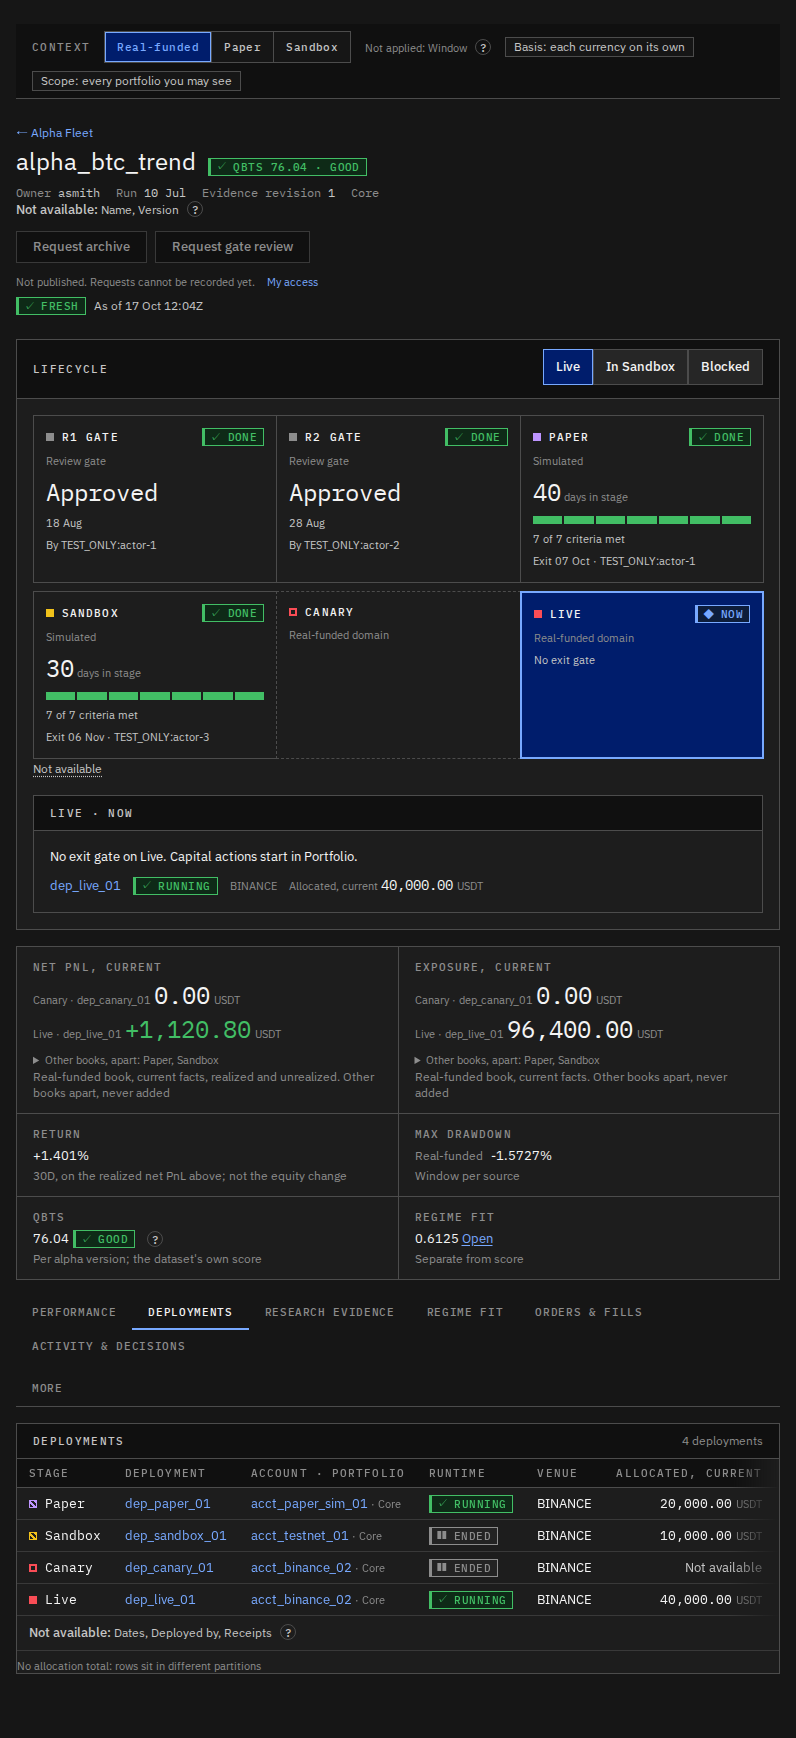 CONTEXT Real-funded Paper Sandbox Not applied: Window ? Basis: each currency on its own
Scope: every portfolio you may see
← Alpha Fleet
alpha_btc_trend ✓ QBTS 76.04 · GOOD
Owner asmith Run 10 Jul Evidence revision 1 Core
Not available: Name, Version ?
Request archive Request gate review
Not published. Requests cannot be recorded yet. My access
✓ FRESH As of 17 Oct 12:04Z
LIFECYCLE Live In Sandbox Blocked
R1 GATE ✓ DONE R2 GATE ✓ DONE PAPER ✓ DONE
Review gate Review gate Simulated
Approved Approved 40 days in stage
18 Aug 28 Aug 7 of 7 criteria met
By TEST_ONLY:actor-1 By TEST_ONLY:actor-2 Exit 07 Oct · TEST_ONLY:actor-1
SANDBOX ✓ DONE CANARY LIVE ◆ NOW
Simulated Real-funded domain Real-funded domain
30 days in stage No exit gate
7 of 7 criteria met
Exit 06 Nov · TEST_ONLY:actor-3
Not available
LIVE · NOW
No exit gate on Live. Capital actions start in Portfolio.
dep_live_01 ✓ RUNNING BINANCE Allocated, current 40,000.00 USDT
NET PNL, CURRENT EXPOSURE, CURRENT
Canary · dep_canary_01 0.00 USDT Canary · dep_canary_01 0.00 USDT
Live · dep_live_01 +1,120.80 USDT Live · dep_live_01 96,400.00 USDT
▶ Other books, apart: Paper, Sandbox ▶ Other books, apart: Paper, Sandbox
Real-funded book, current facts, realized and unrealized. Other Real-funded book, current facts. Other books apart, never
books apart, never added added
RETURN MAX DRAWDOWN
+1.401% Real-funded -1.5727%
30D, on the realized net PnL above; not the equity change Window per source
QBTS REGIME FIT
76.04 ✓ GOOD ? 0.6125 Open
Per alpha version; the dataset's own score Separate from score
PERFORMANCE DEPLOYMENTS RESEARCH EVIDENCE REGIME FIT ORDERS & FILLS
ACTIVITY & DECISIONS
MORE
DEPLOYMENTS 4 deployments
STAGE DEPLOYMENT ACCOUNT · PORTFOLIO RUNTIME VENUE ALLOCATED, CURRENT
Paper dep_paper_01 acct_paper_sim_01 · Core ✓ RUNNING BINANCE 20,000.00 USDT
Sandbox dep_sandbox_01 acct_testnet_01 · Core ENDED BINANCE 10,000.00 USDT
Canary dep_canary_01 acct_binance_02 · Core ENDED BINANCE Not available
Live dep_live_01 acct_binance_02 · Core ✓ RUNNING BINANCE 40,000.00 USDT
Not available: Dates, Deployed by, Receipts ?
No allocation total: rows sit in different partitions